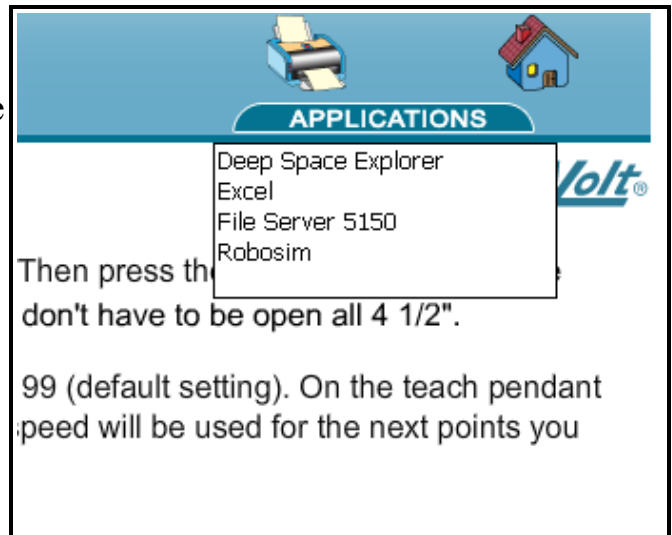 e
APPLICATIONS
Deep Space Explorer
Excel
File Server 5150
Robosim
Volt®
Then press th e
don't have to be open all 4 1/2".
99 (default setting). On the teach pendant
speed will be used for the next points you